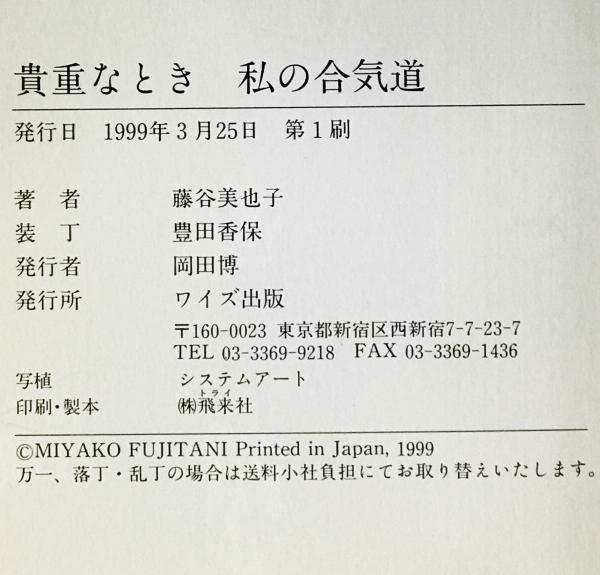 貴重なとき　私の合気道
発行日　1999年3月25日　第1刷
著　者　藤谷美也子
装　丁　豊田香保
発行者　岡田博
発行所　ワイズ出版
〒160-0023 東京都新宿区西新宿7-7-23-7
TEL 03-3369-9218　FAX 03-3369-1436
写植　システムアート
トライ
印刷・製本　㈱飛来社
©MIYAKO FUJITANI Printed in Japan, 1999
万一、落丁・乱丁の場合は送料小社負担にてお取り替えいたします。